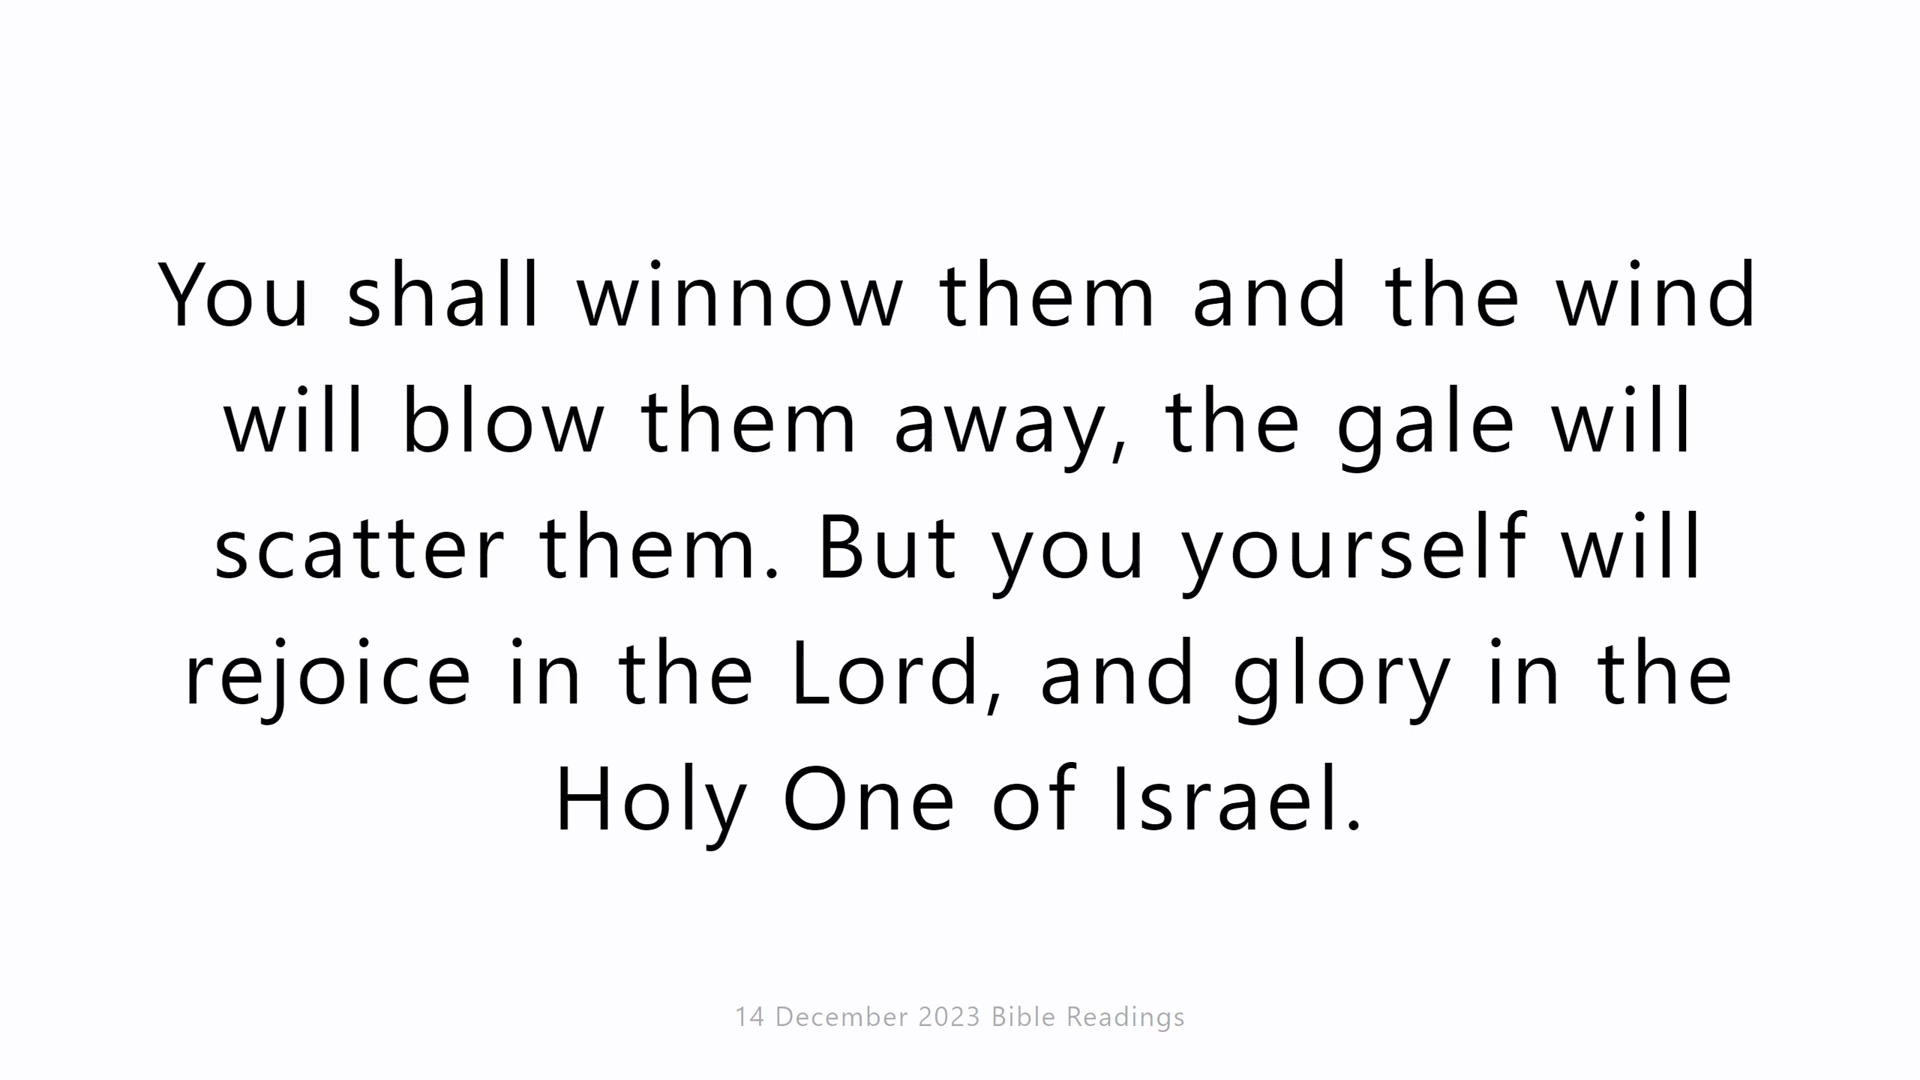 You shall winnow them and the wind
will blow them away, the gale will
scatter them. But you yourself will
rejoice in the Lord, and glory in the
Holy One of Israel.
14 December 2023 Bible Readings